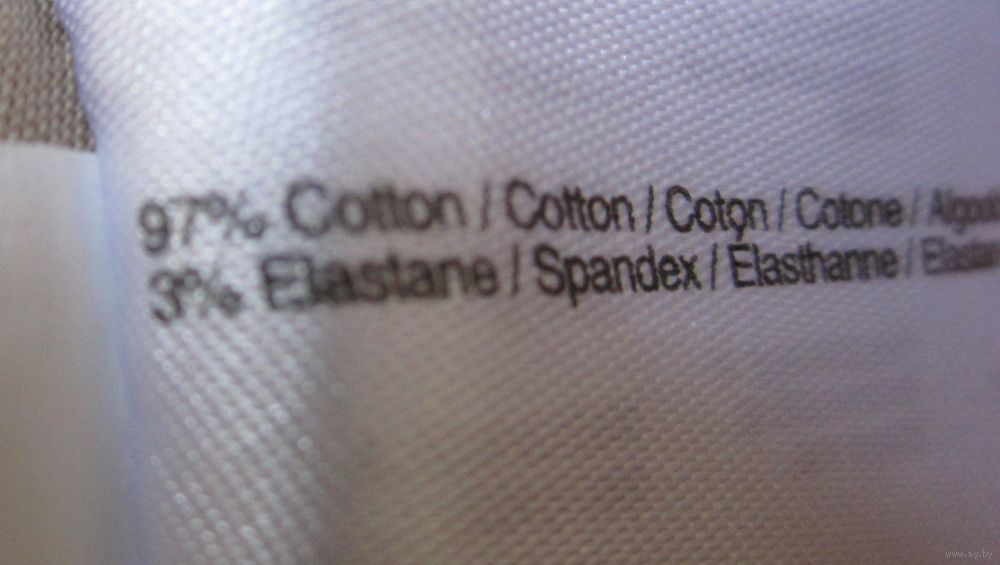 97% Cotton / Cotton / Coton / Cotone /
3% Elastane / Spandex / Elasthanne /
www.ay.by